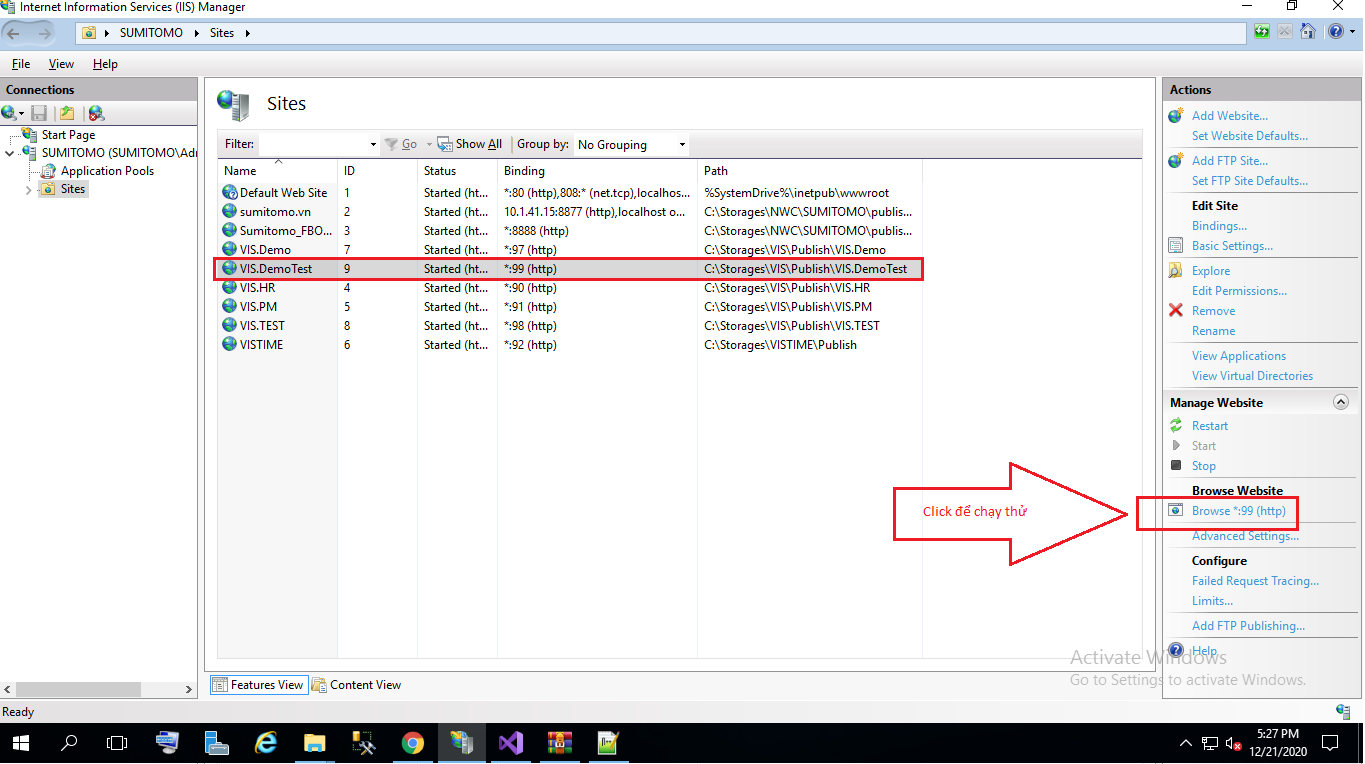 Internet Information Services (IIS) Manager
SUMITOMO Sites
File View Help
Connections
Start Page
SUMITOMO (SUMITOMO\Adr
Application Pools
Sites
Sites
Filter: Go Show All Group by: No Grouping
Name ID Status Binding Path
Default Web Site 1 Started (ht... *:80 (http),808:* (net.tcp),localhos... %SystemDrive%\inetpub\wwwroot
sumitomo.vn 2 Started (ht... 10.1.41.15:8877 (http),localhost o... C:\Storages\NWC\SUMITOMO\publis...
Sumitomo_FBO... 3 Started (ht... *:8888 (http) C:\Storages\NWC\SUMITOMO\publis...
VIS.Demo 7 Started (ht... *:97 (http) C:\Storages\VIS\Publish\VIS.Demo
VIS.DemoTest 9 Started (ht... *:99 (http) C:\Storages\VIS\Publish\VIS.DemoTest
VIS.HR 4 Started (ht... *:90 (http) C:\Storages\VIS\Publish\VIS.HR
VIS.PM 5 Started (ht... *:91 (http) C:\Storages\VIS\Publish\VIS.PM
VIS.TEST 8 Started (ht... *:98 (http) C:\Storages\VIS\Publish\VIS.TEST
VISTIME 6 Started (ht... *:92 (http) C:\Storages\VISTIME\Publish
Click để chạy thử
Features View Content View
Actions
Add Website...
Set Website Defaults...
Add FTP Site...
Set FTP Site Defaults...
Edit Site
Bindings...
Basic Settings...
Explore
Edit Permissions...
Remove
Rename
View Applications
View Virtual Directories
Manage Website
Restart
Start
Stop
Browse Website
Browse *:99 (http)
Advanced Settings...
Configure
Failed Request Tracing...
Limits...
Add FTP Publishing...
Help
Activate Windows
Go to Settings to activate Windows.
Ready
5:27 PM
12/21/2020